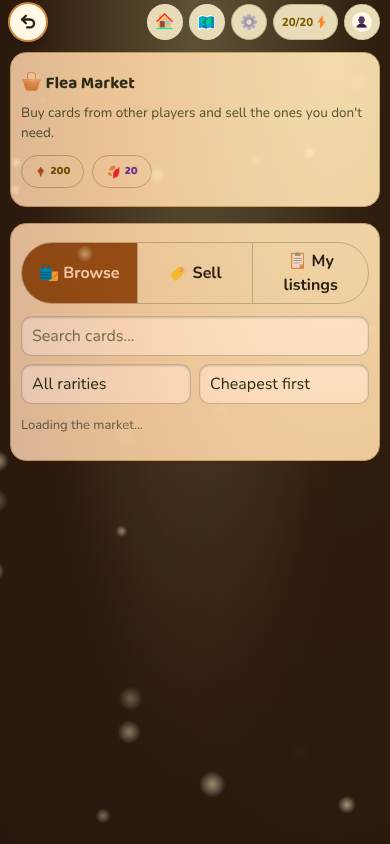 20/20
Flea Market
Buy cards from other players and sell the ones you don't
need.
200
20
Browse
Sell
My
listings
Search cards...
All rarities
Cheapest first
Loading the market...